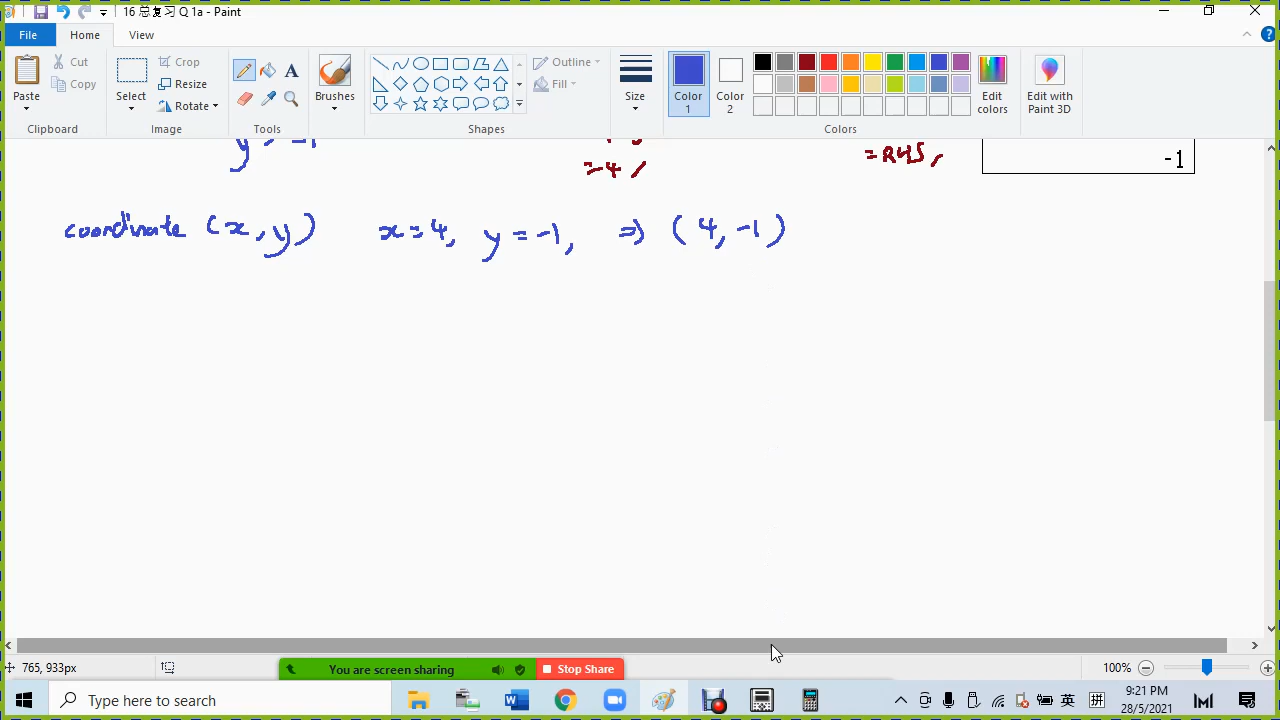 16 总复习 Q 1a - Paint
File Home View
Paste Cut Copy Clipboard
Select Crop Resize Rotate Image
Tools
Brushes
Outline Fill Shapes
Size
Color 1 Color 2 Edit colors Colors
Edit with Paint 3D
= -4,
= RHS,
-1
coordinate (x, y) x = 4, y = -1, ⇒ (4, -1)
765, 933px
You are screen sharing Stop Share
100%
Type here to search
英 拼
9:21 PM
28/5/2021